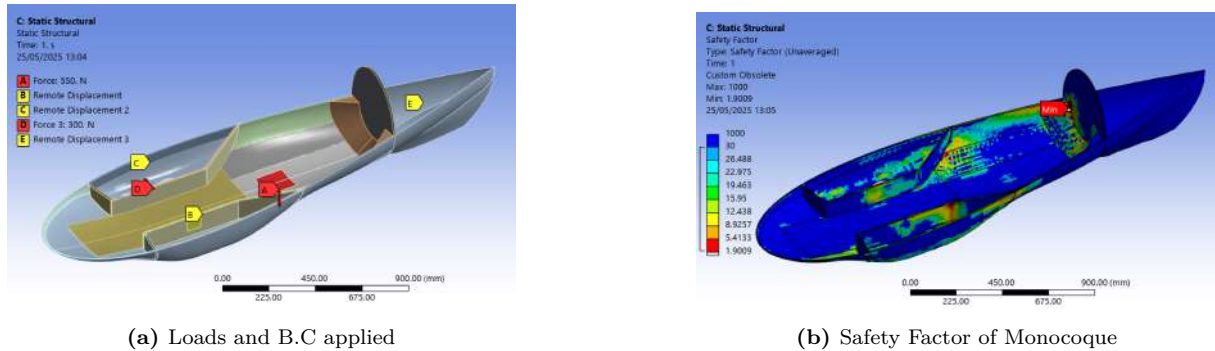 C: Static Structural
Static Structural
Time: 1. s
25/05/2025 13:04
A Force: 550. N
B Remote Displacement
C Remote Displacement 2
D Force 3: 300. N
E Remote Displacement 3
E
C
D
A
B
0.00 450.00 900.00 (mm)
225.00 675.00
(a) Loads and B.C applied
C: Static Structural
Safety Factor
Type: Safety Factor (Unaveraged)
Time: 1
Custom Obsolete
Max: 1000
Min: 1.9009
25/05/2025 13:05
Min
1000
30
26.488
22.975
19.463
15.95
12.438
8.9257
5.4133
1.9009
0.00 450.00 900.00 (mm)
225.00 675.00
(b) Safety Factor of Monocoque